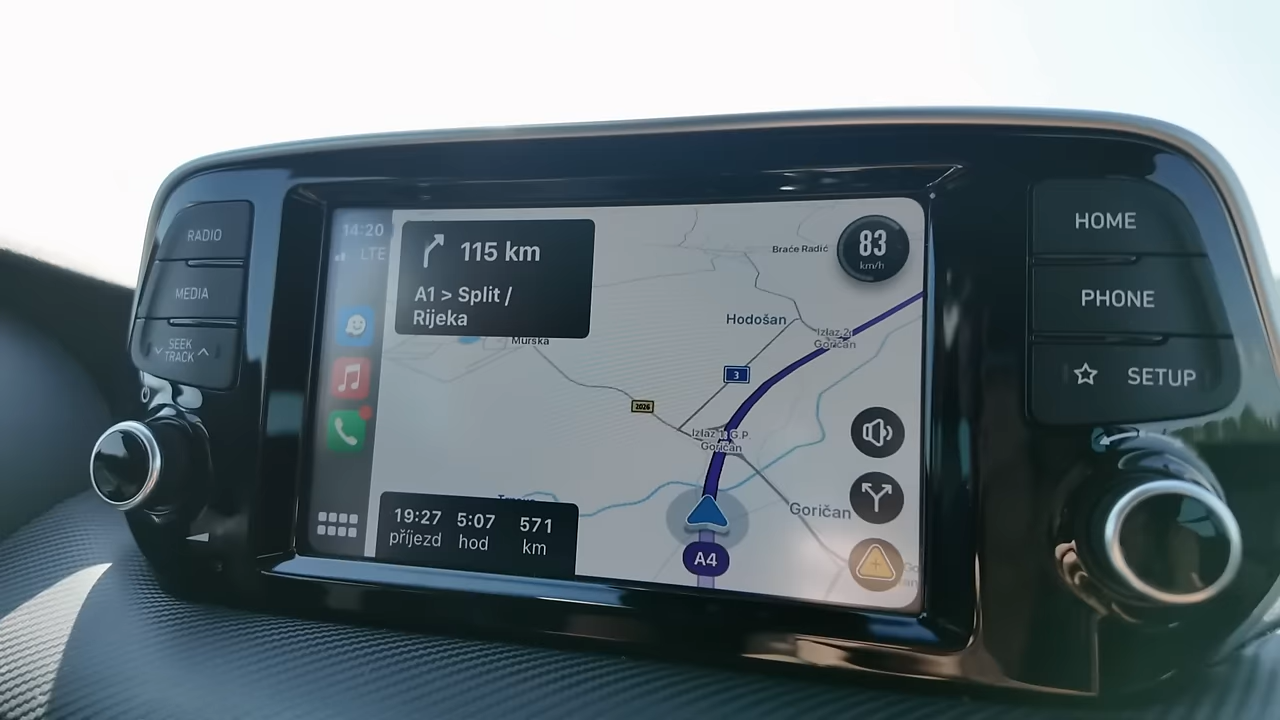 RADIO
MEDIA
SEEK
TRACK
14:20
LTE
115 km
A1 > Split /
Rijeka
Murska
Braće Radić
83
km/h
Hodošan
Izlaz 2:
Goričan
3
2026
Goričan
Goričan
A4
19:27 5:07 571
příjezd hod km
HOME
PHONE
SETUP